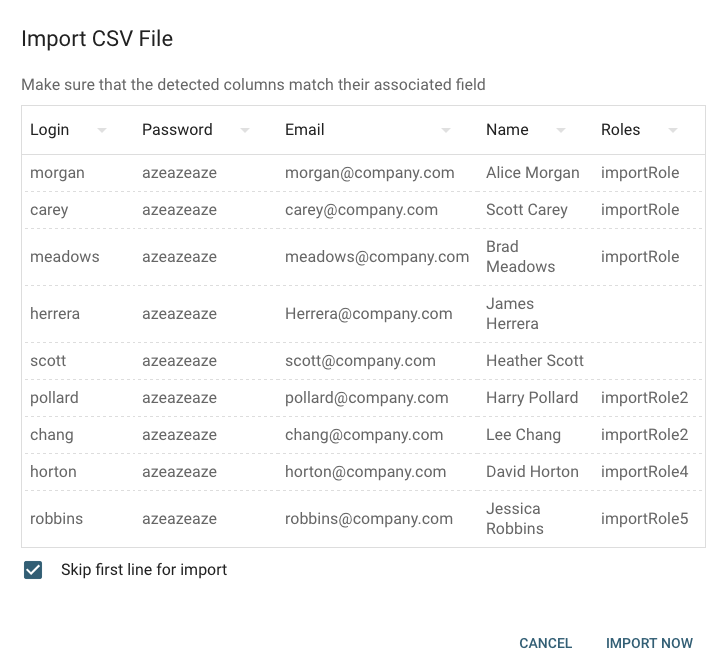 Import CSV File
Make sure that the detected columns match their associated field
Login Password Email Name Roles
morgan azeazeaze morgan@company.com Alice Morgan importRole
carey azeazeaze carey@company.com Scott Carey importRole
meadows azeazeaze meadows@company.com Brad Meadows importRole
herrera azeazeaze Herrera@company.com James Herrera
scott azeazeaze scott@company.com Heather Scott
pollard azeazeaze pollard@company.com Harry Pollard importRole2
chang azeazeaze chang@company.com Lee Chang importRole2
horton azeazeaze horton@company.com David Horton importRole4
robbins azeazeaze robbins@company.com Jessica Robbins importRole5
Skip first line for import
CANCEL IMPORT NOW